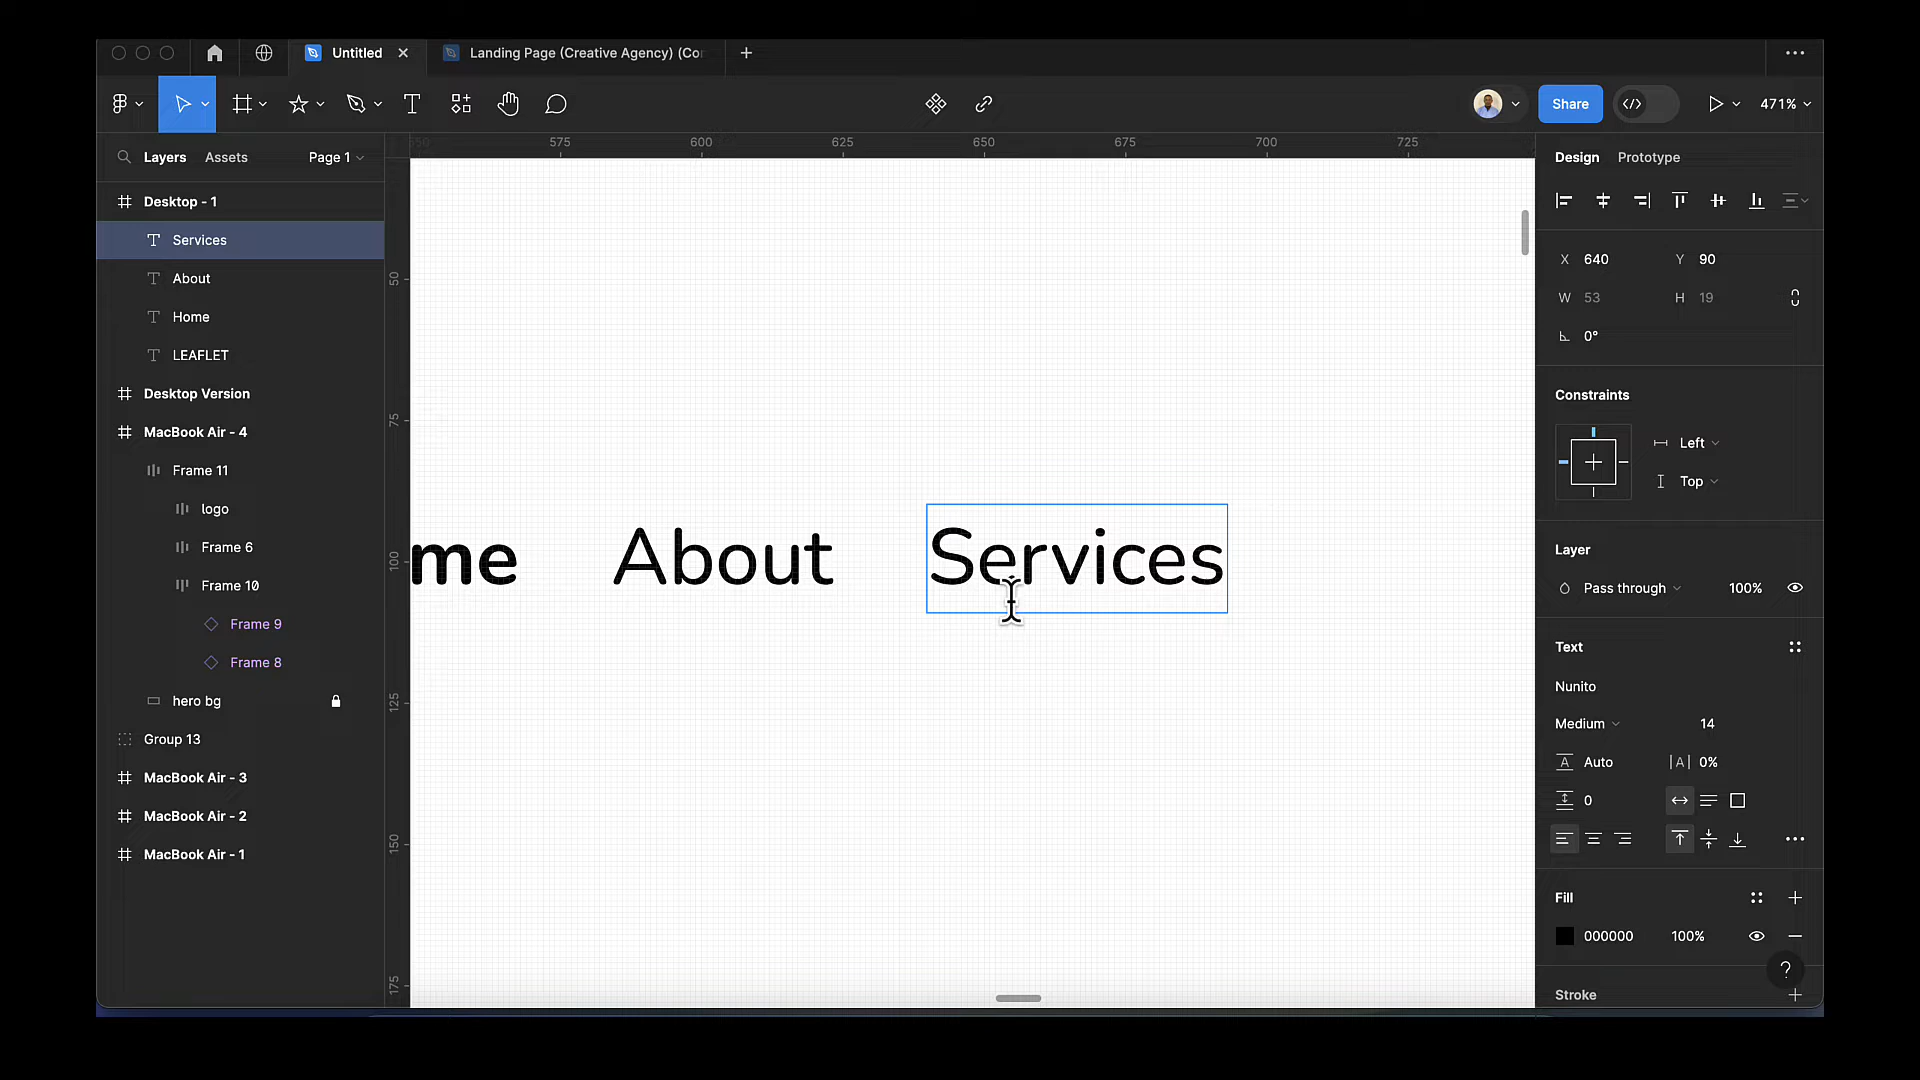 Untitled
Landing Page (Creative Agency) (Co
Share
471%
Layers
Assets
Page 1
575
600
625
650
675
700
725
Design
Prototype
Desktop - 1
Services
About
Home
LEAFLET
Desktop Version
MacBook Air - 4
Frame 11
logo
Frame 6
Frame 10
Frame 9
Frame 8
hero bg
Group 13
MacBook Air - 3
MacBook Air - 2
MacBook Air - 1
50
75
100
125
150
175
me
About
Services
X 640
Y 90
W 53
H 19
0°
Constraints
Left
Top
Layer
Pass through
100%
Text
Nunito
Medium
14
Auto
0%
0
Fill
000000
100%
?
Stroke